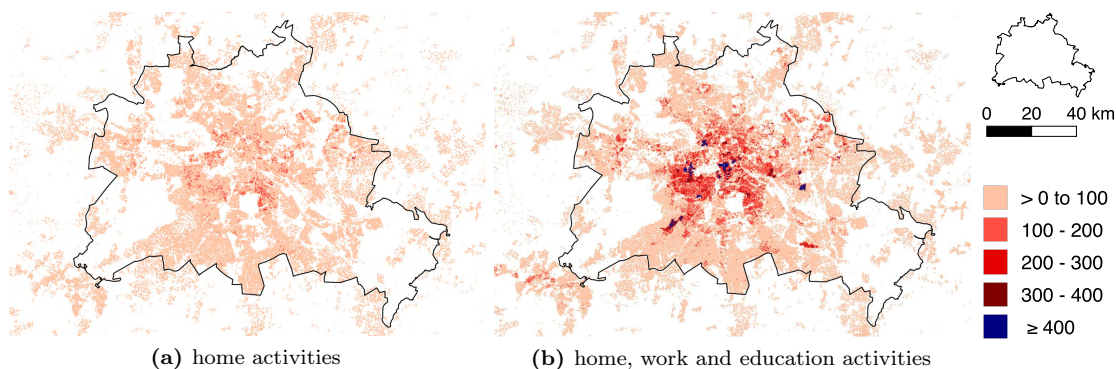 0 20 40 km
> 0 to 100
100 - 200
200 - 300
300 - 400
≥ 400
(a) home activities
(b) home, work and education activities